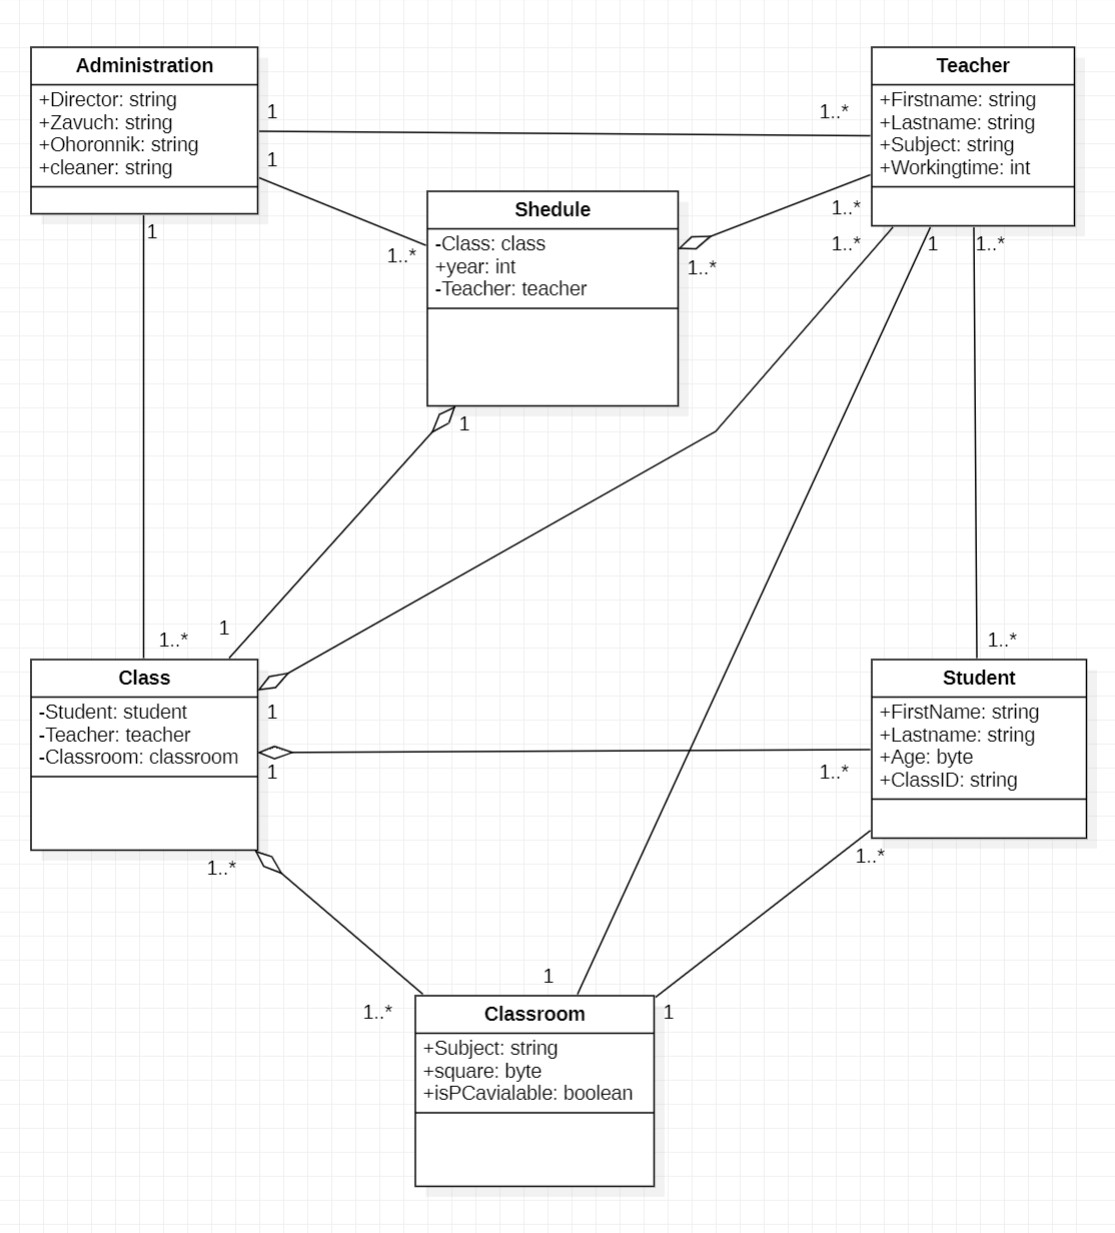 Administration
+Director: string
+Zavuch: string
+Ohoronnik: string
+cleaner: string
Teacher
+Firstname: string
+Lastname: string
+Subject: string
+Workingtime: int
1
1..*
1
1..*
Shedule
-Class: class
+year: int
-Teacher: teacher
1..*
1..*
1..*
1
1..*
1
1
1
1..*
1
1..*
Class
-Student: student
-Teacher: teacher
-Classroom: classroom
1
1
1..*
Student
+FirstName: string
+Lastname: string
+Age: byte
+ClassID: string
1..*
1..*
1
1..*
1
Classroom
+Subject: string
+square: byte
+isPCavialable: boolean